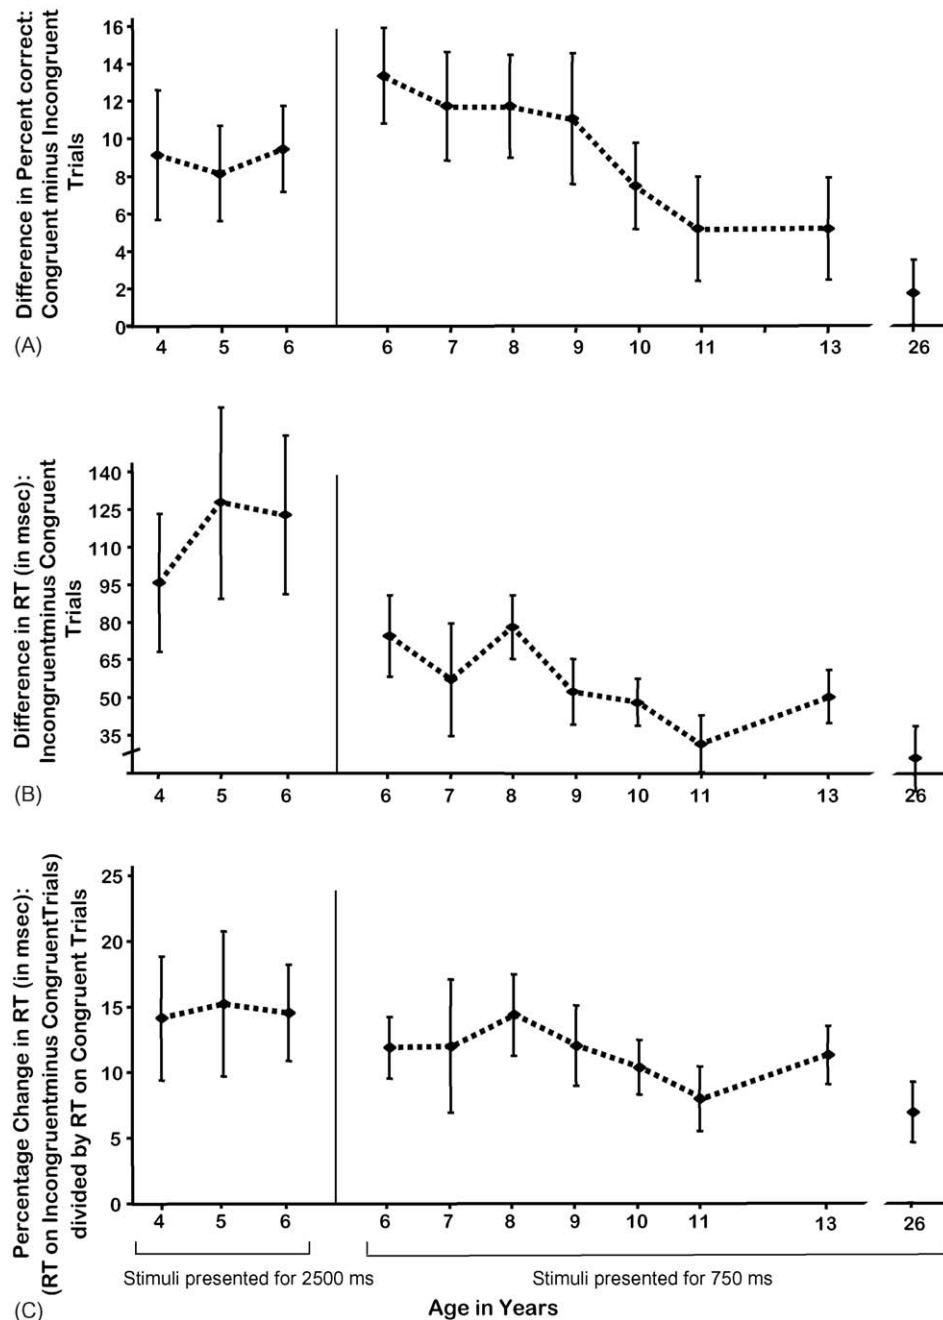 Difference in Percent correct:
Congruent minus Incongruent
Trials
16
14
12
10
8
6
4
2
0
4 5 6 6 7 8 9 10 11 13 26
(A)
Difference in RT (in msec):
Incongruentminus Congruent
Trials
140
125
110
95
80
65
50
35
4 5 6 6 7 8 9 10 11 13 26
(B)
Percentage Change in RT (in msec):
(RT on Incongruentminus CongruentTrials)
divided by RT on Congruent Trials
25
20
15
10
5
0
4 5 6 6 7 8 9 10 11 13 26
Stimuli presented for 2500 ms Stimuli presented for 750 ms
(C) Age in Years